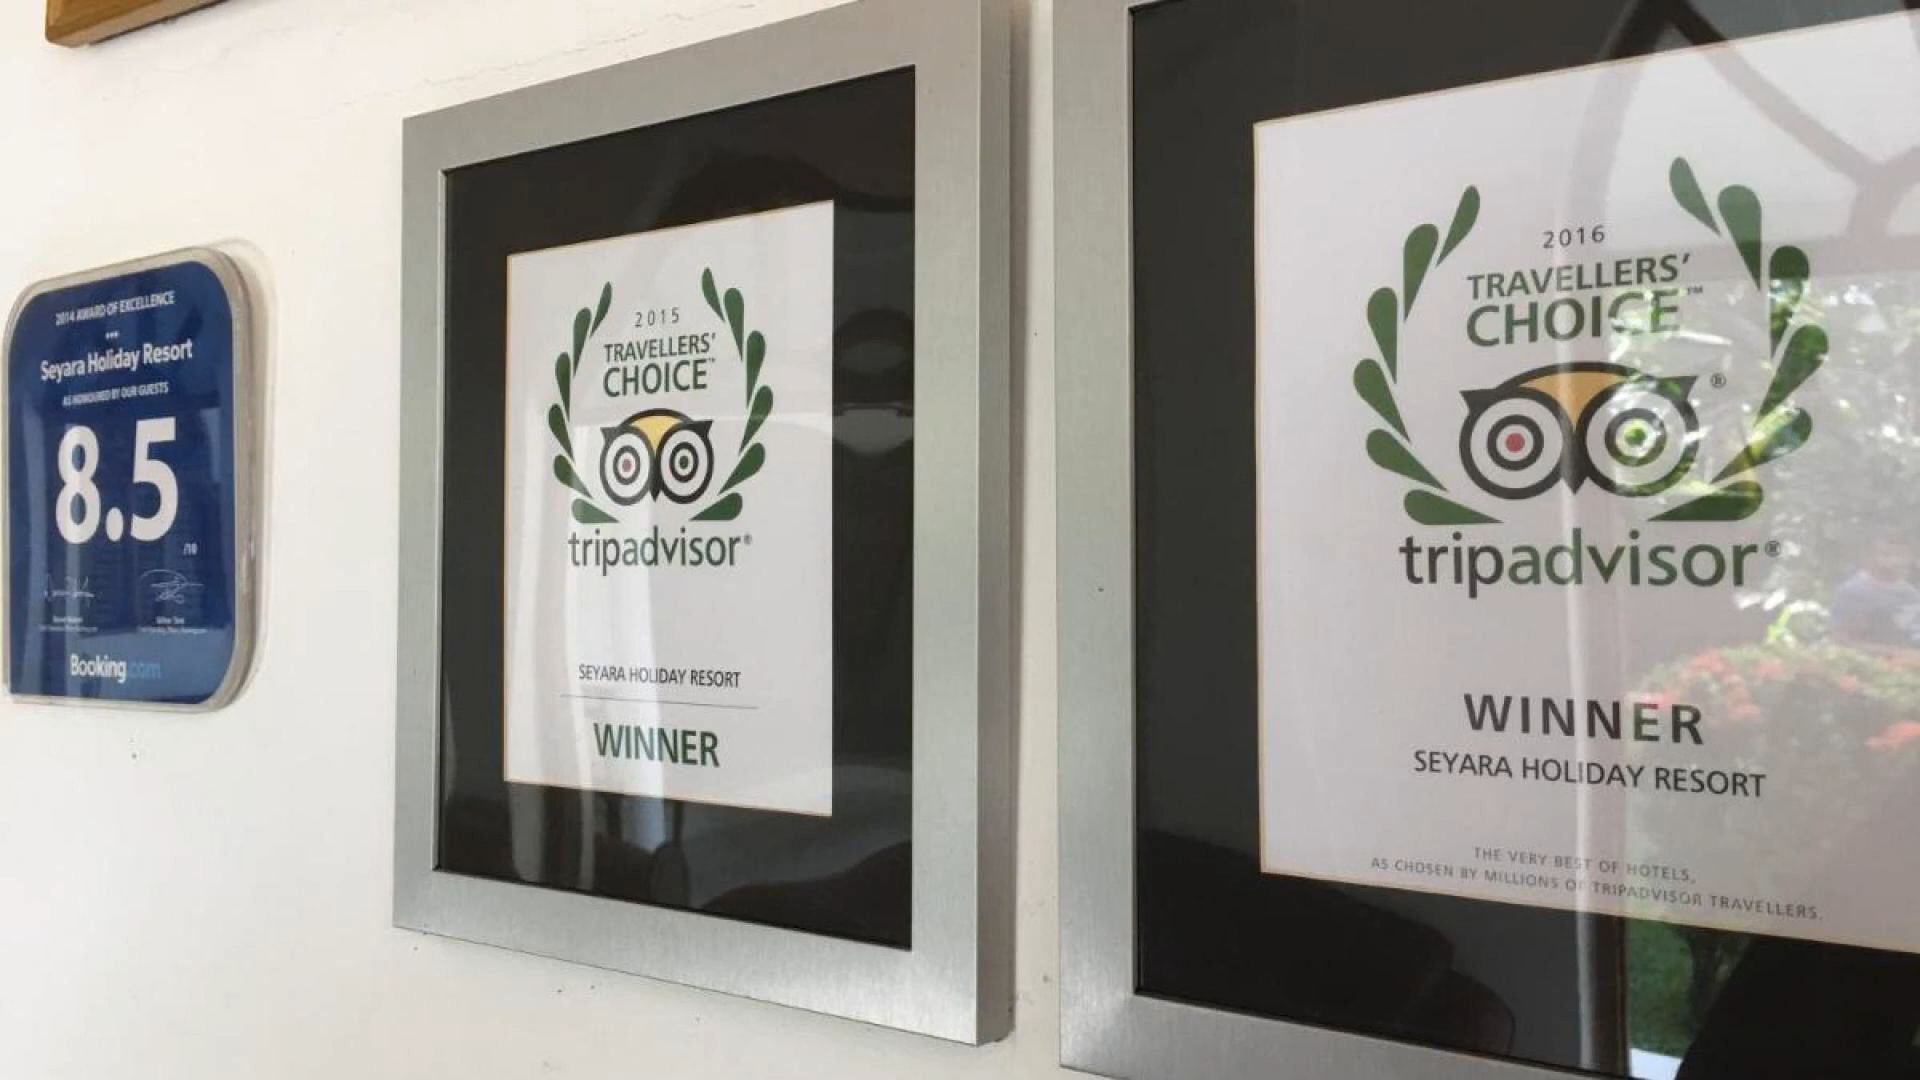 2014 AWARD OF EXCELLENCE
Seyara Holiday Resort
AS HONOURED BY OUR GUESTS
8.5
/10
Booking.com
2015
TRAVELLERS'
CHOICE™
tripadvisor®
SEYARA HOLIDAY RESORT
WINNER
2016
TRAVELLERS'
CHOICE™
®
tripadvisor®
WINNER
SEYARA HOLIDAY RESORT
THE VERY BEST OF HOTELS,
AS CHOSEN BY MILLIONS OF TRIPADVISOR TRAVELLERS.